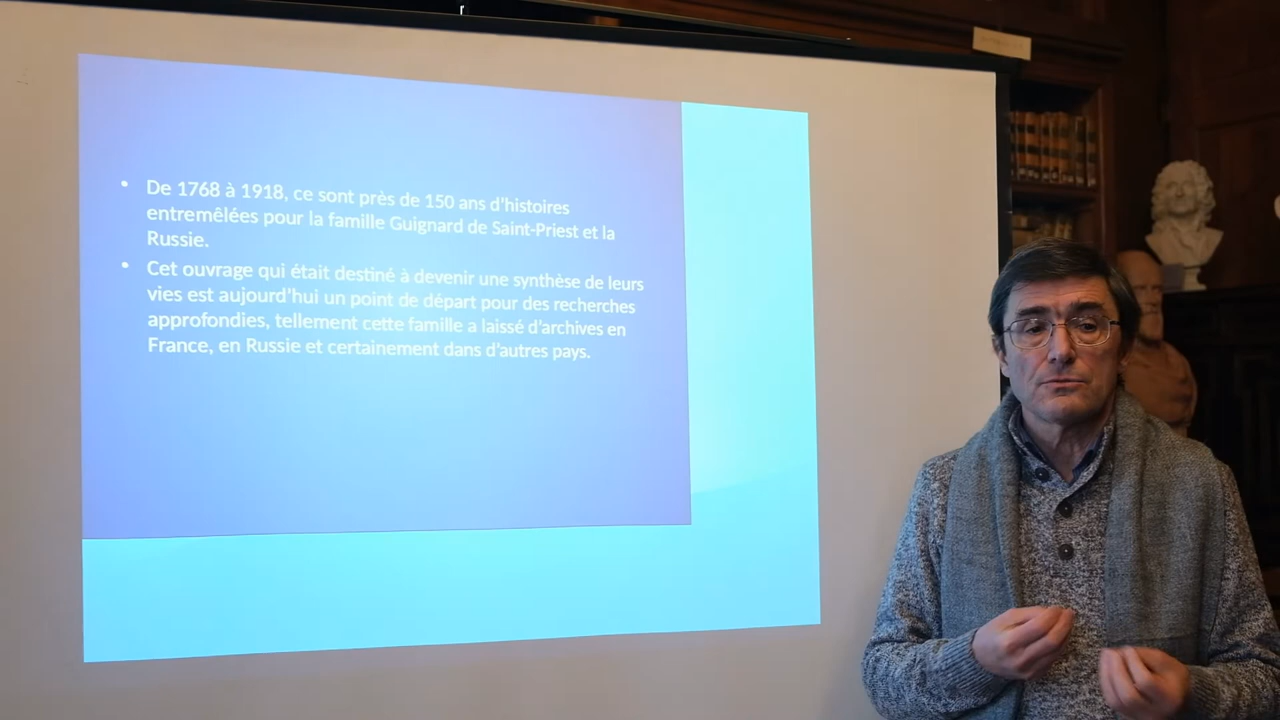 • De 1768 à 1918, ce sont près de 150 ans d'histoires
entremêlées pour la famille Guignard de Saint-Priest et la
Russie.
• Cet ouvrage qui était destiné à devenir une synthèse de leurs
vies est aujourd'hui un point de départ pour des recherches
approfondies, tellement cette famille a laissé d'archives en
France, en Russie et certainement dans d'autres pays.